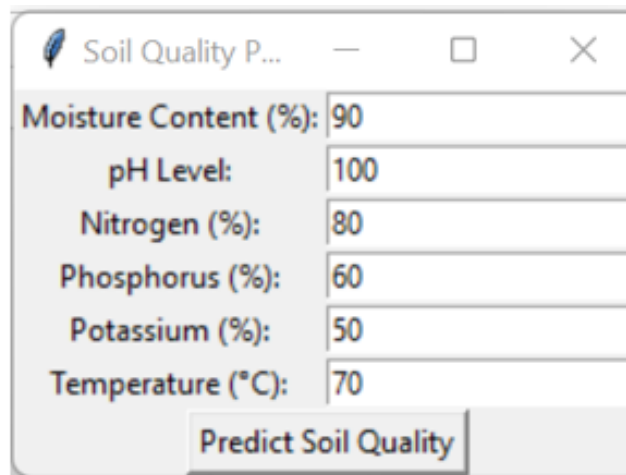 Soil Quality P...
Moisture Content (%): 90
pH Level: 100
Nitrogen (%): 80
Phosphorus (%): 60
Potassium (%): 50
Temperature (°C): 70
Predict Soil Quality